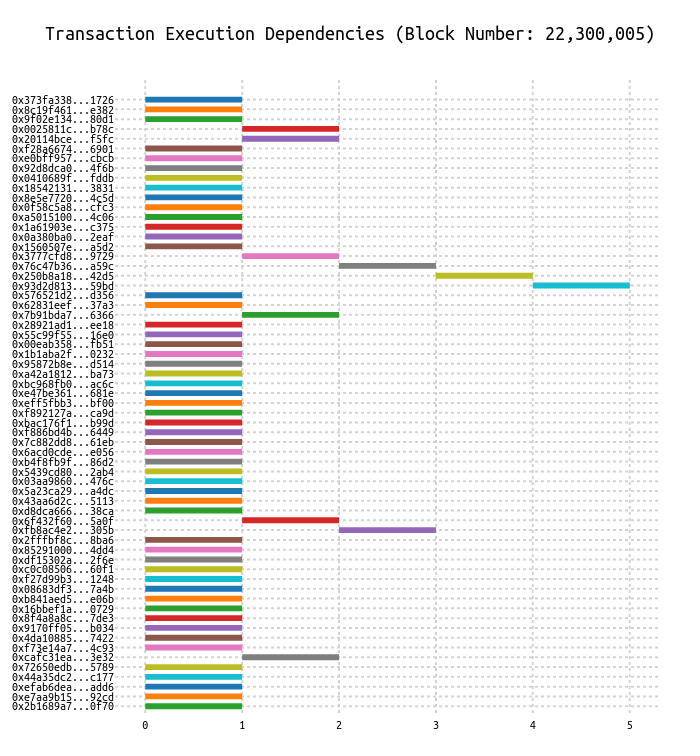 Transaction Execution Dependencies (Block Number: 22,300,005)
0x373fa338...1726
0x8c19f461...e382
0x9f02e134...80d1
0x0025811c...b78c
0x20114bce...f5fc
0xf28a6674...6901
0xe0bff957...cbcb
0x92d8dca0...4f6b
0x0410689f...fddb
0x18542131...3831
0x8e5e7720...4c5d
0x0f58c5a8...cfc3
0xa5015100...4c06
0x1a61903e...c375
0x0a380ba0...2eaf
0x1560507e...a5d2
0x3777cfd8...9729
0x76c47b36...a59c
0x250b8a18...42d5
0x93d2d813...59bd
0x576521d2...d356
0x62831eef...37a3
0x7b91bda7...6366
0x28921ad1...ee18
0x55c99f55...16e0
0x00eab358...fb51
0x1b1aba2f...0232
0x95872b8e...d514
0xa42a1812...ba73
0xbc968fb0...ac6c
0xe47be361...681e
0xeff5fbb3...bf00
0xf892127a...ca9d
0xbac176f1...b99d
0xf886bd4b...6449
0x7c882dd8...61eb
0x6acd0cde...e056
0xb4f8fb9f...86d2
0x5439cd80...2ab4
0x03aa9860...476c
0x5a23ca29...a4dc
0x43aa6d2c...5113
0xd8dca666...38ca
0x6f432f60...5a0f
0xfb8ac4e2...305b
0x2fffbf8c...8ba6
0x85291000...4dd4
0xdf15302a...2f6e
0xc0c08506...60f1
0xf27d99b3...1248
0x08683df3...7a4b
0xb841aed5...e06b
0x16bbef1a...0729
0x8f4a8a8c...7de3
0x9170ff05...b034
0x4da10885...7422
0xf73e14a7...4c93
0xcafc31ea...3e32
0x72650edb...5789
0x44a35dc2...c177
0xefab6dea...add6
0xe7aa9b15...92cd
0x2b1689a7...0f70
0 1 2 3 4 5